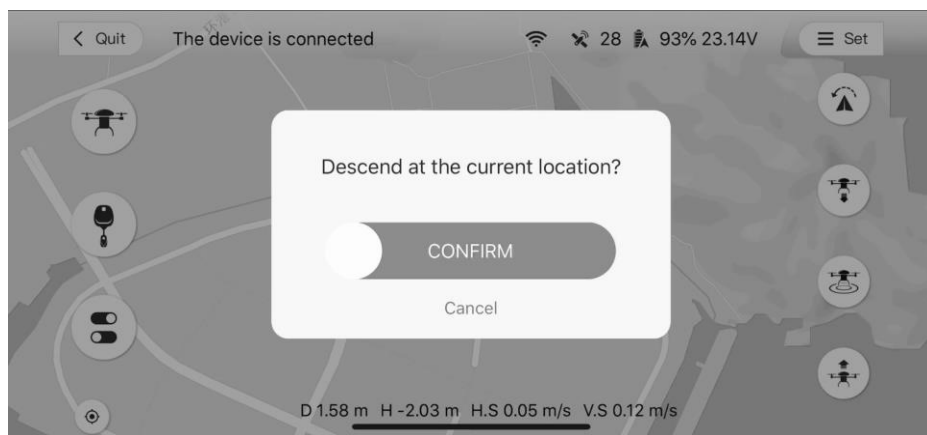 Quit The device is connected 28 93% 23.14V Set
Descend at the current location?
CONFIRM
Cancel
D 1.58 m H -2.03 m H.S 0.05 m/s V.S 0.12 m/s